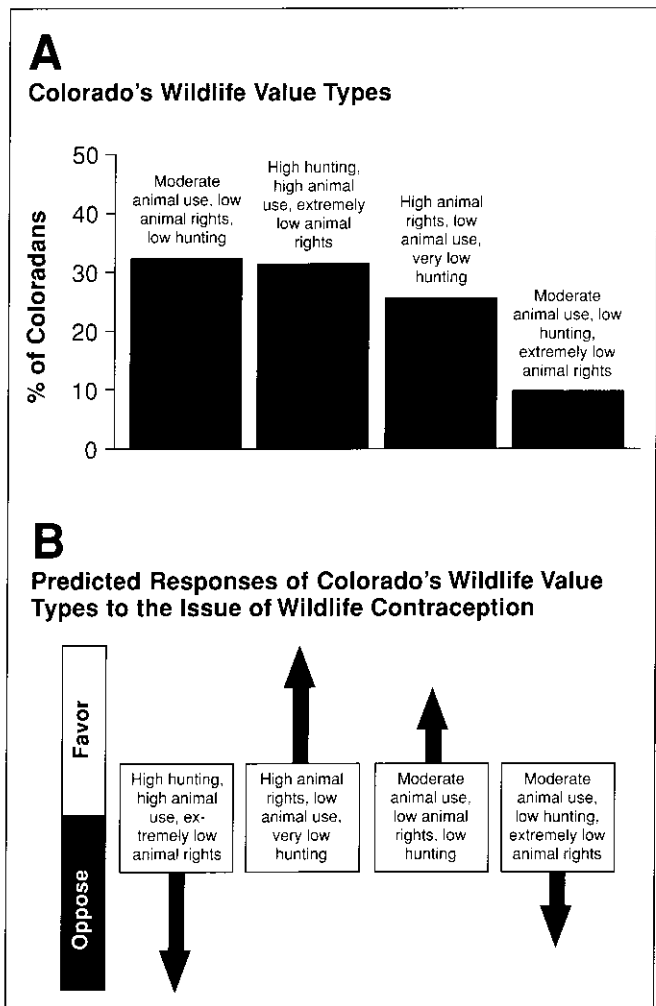 A
Colorado's Wildlife Value Types
% of Coloradans
50
40
30
20
10
0
Moderate
animal use, low
animal rights,
low hunting
High hunting,
high animal
use, extremely
low animal
rights
High animal
rights, low
animal use,
very low
hunting
Moderate
animal use, low
hunting,
extremely low
animal rights
B
Predicted Responses of Colorado's Wildlife Value
Types to the Issue of Wildlife Contraception
Favor
Oppose
High hunting,
high animal
use, ex-
tremely low
animal rights
High animal
rights, low
animal use,
very low
hunting
Moderate
animal use,
low animal
rights, low
hunting
Moderate
animal use,
low hunting,
extremely low
animal rights